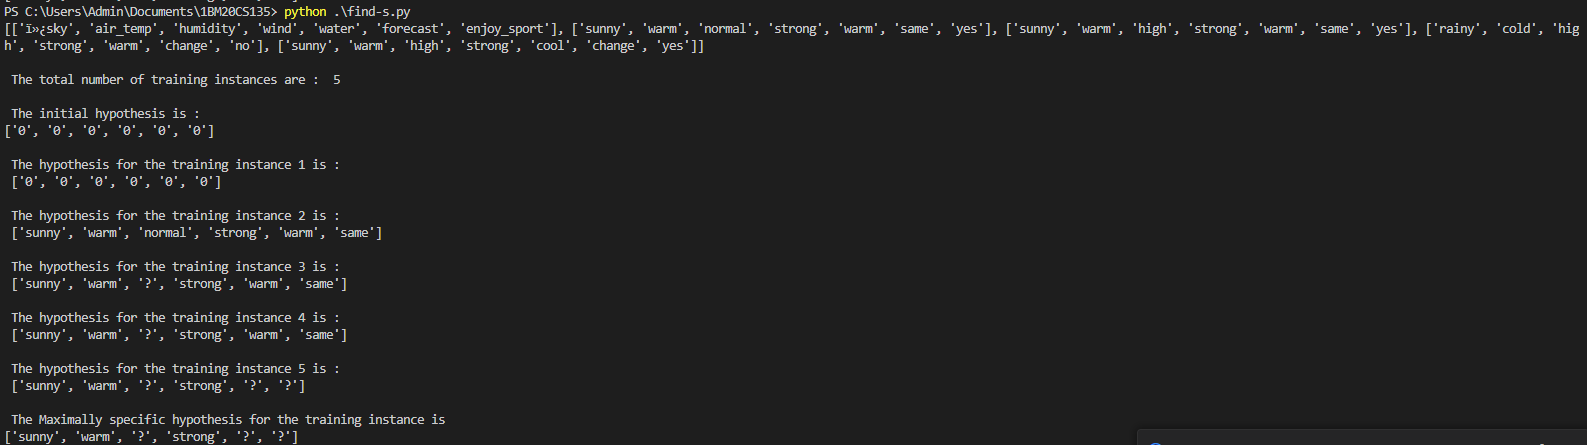 PS C:\Users\Admin\Documents\1BM20CS135> python .\find-s.py
[['ï»¿sky', 'air_temp', 'humidity', 'wind', 'water', 'forecast', 'enjoy_sport'], ['sunny', 'warm', 'normal', 'strong', 'warm', 'same', 'yes'], ['sunny', 'warm', 'high', 'strong', 'warm', 'same', 'yes'], ['rainy', 'cold', 'hig
h', 'strong', 'warm', 'change', 'no'], ['sunny', 'warm', 'high', 'strong', 'cool', 'change', 'yes']]
The total number of training instances are :  5
The initial hypothesis is :
['0', '0', '0', '0', '0', '0']
The hypothesis for the training instance 1 is :
['0', '0', '0', '0', '0', '0']
The hypothesis for the training instance 2 is :
['sunny', 'warm', 'normal', 'strong', 'warm', 'same']
The hypothesis for the training instance 3 is :
['sunny', 'warm', '?', 'strong', 'warm', 'same']
The hypothesis for the training instance 4 is :
['sunny', 'warm', '?', 'strong', 'warm', 'same']
The hypothesis for the training instance 5 is :
['sunny', 'warm', '?', 'strong', '?', '?']
The Maximally specific hypothesis for the training instance is
['sunny', 'warm', '?', 'strong', '?', '?']